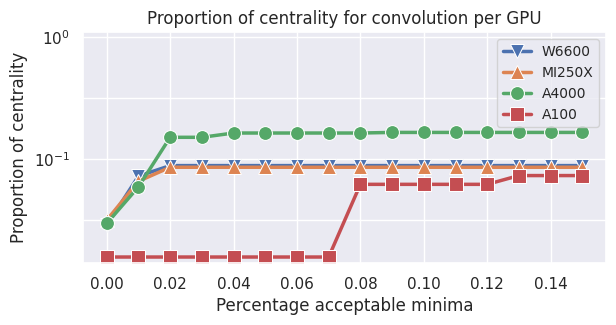 Proportion of centrality for convolution per GPU
Proportion of centrality
10⁰
10⁻¹
W6600
MI250X
A4000
A100
0.00 0.02 0.04 0.06 0.08 0.10 0.12 0.14
Percentage acceptable minima